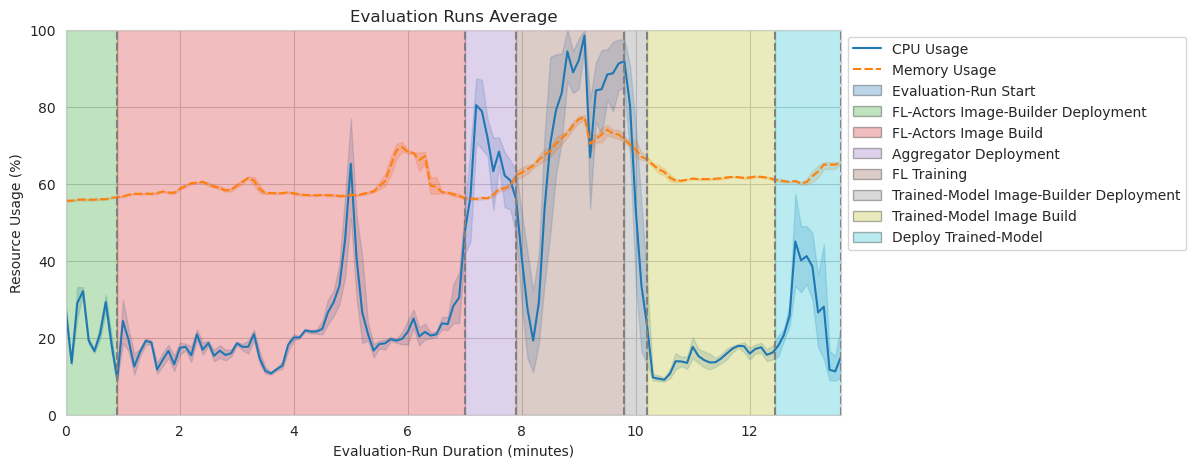 Evaluation Runs Average
Resource Usage (%)
100
80
60
40
20
0
0 2 4 6 8 10 12
Evaluation-Run Duration (minutes)
CPU Usage
Memory Usage
Evaluation-Run Start
FL-Actors Image-Builder Deployment
FL-Actors Image Build
Aggregator Deployment
FL Training
Trained-Model Image-Builder Deployment
Trained-Model Image Build
Deploy Trained-Model